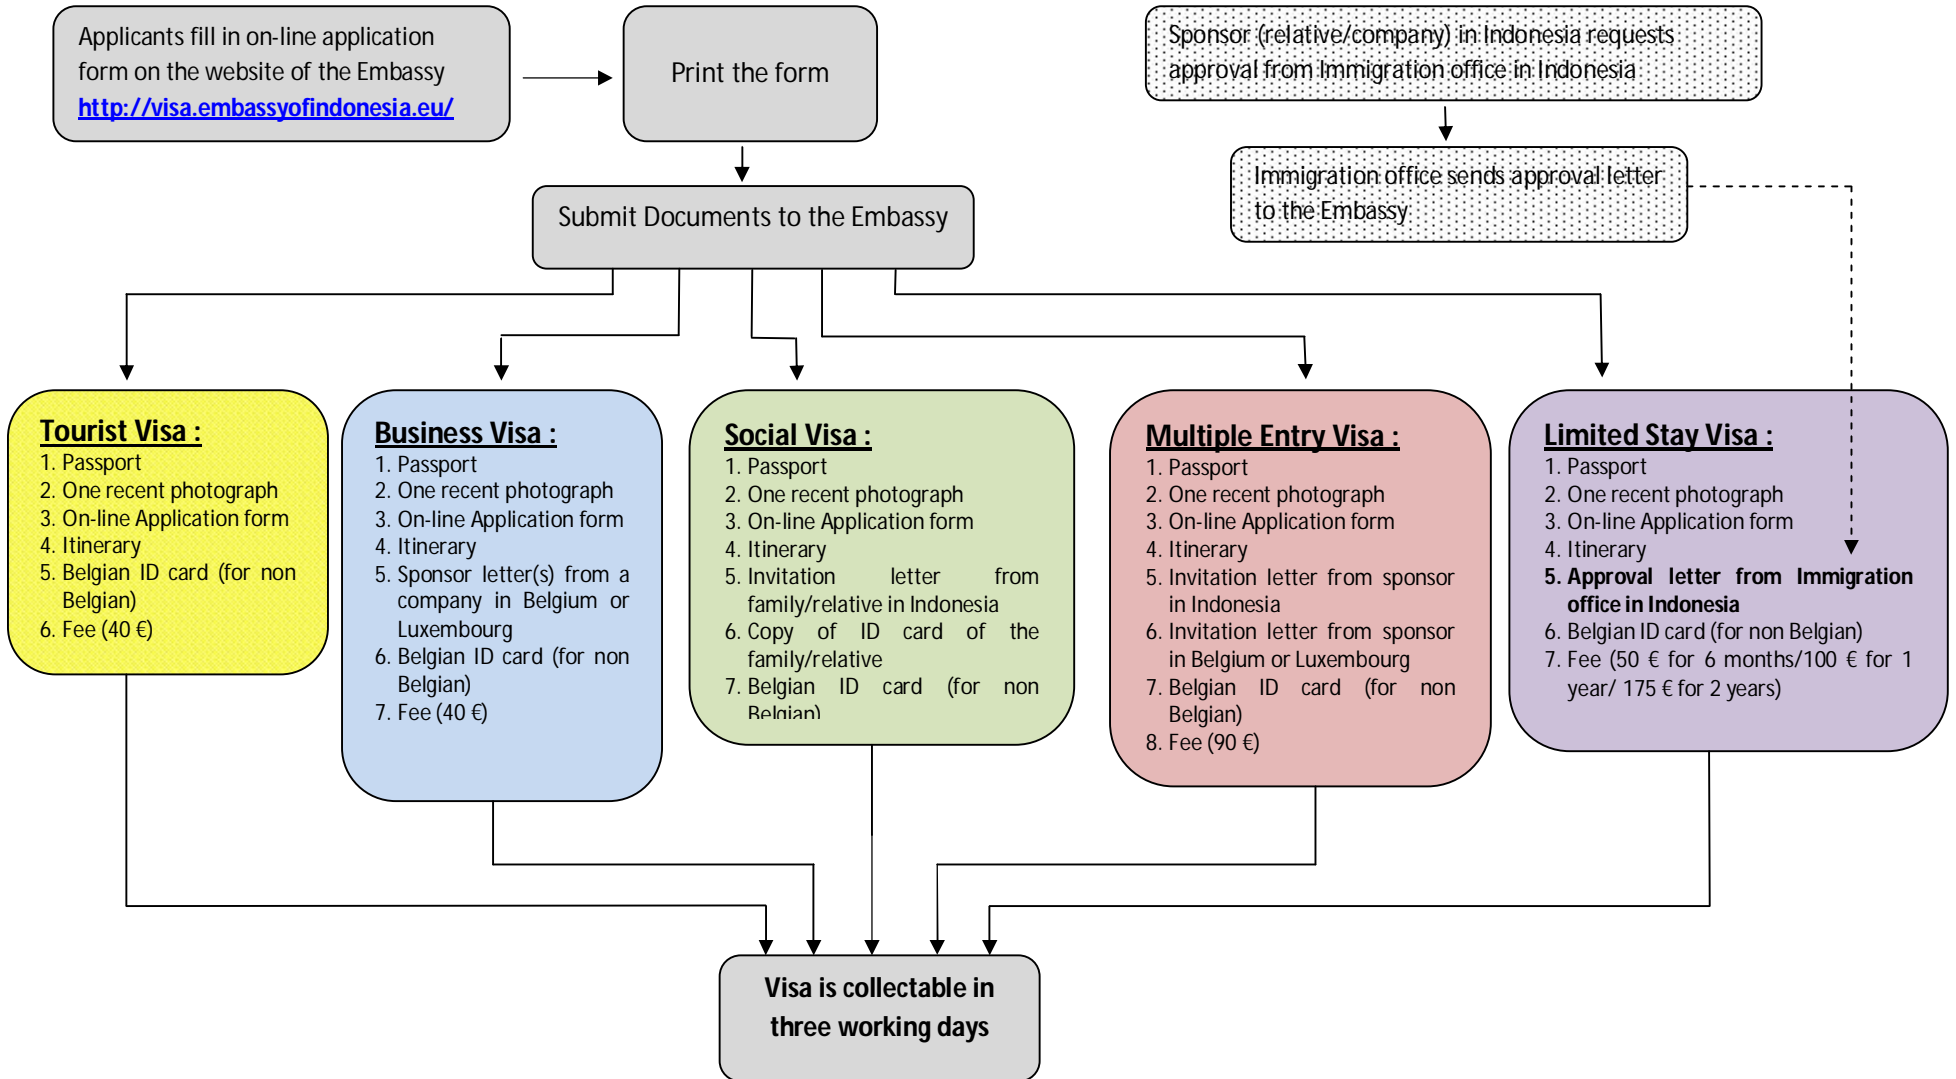 Applicants fill in on-line application
form on the website of the Embassy
http://visa.embassyofindonesia.eu/
Print the form
Sponsor (relative/company) in Indonesia requests
approval from Immigration office in Indonesia
Immigration office sends approval letter
to the Embassy
Submit Documents to the Embassy
Tourist Visa :
1. Passport
2. One recent photograph
3. On-line Application form
4. Itinerary
5. Belgian ID card (for non
Belgian)
6. Fee (40 €)
Business Visa :
1. Passport
2. One recent photograph
3. On-line Application form
4. Itinerary
5. Sponsor letter(s) from a
company in Belgium or
Luxembourg
6. Belgian ID card (for non
Belgian)
7. Fee (40 €)
Social Visa :
1. Passport
2. One recent photograph
3. On-line Application form
4. Itinerary
5. Invitation letter from
family/relative in Indonesia
6. Copy of ID card of the
family/relative
7. Belgian ID card (for non
Belgian)
Multiple Entry Visa :
1. Passport
2. One recent photograph
3. On-line Application form
4. Itinerary
5. Invitation letter from sponsor
in Indonesia
6. Invitation letter from sponsor
in Belgium or Luxembourg
7. Belgian ID card (for non
Belgian)
8. Fee (90 €)
Limited Stay Visa :
1. Passport
2. One recent photograph
3. On-line Application form
4. Itinerary
5. Approval letter from Immigration
office in Indonesia
6. Belgian ID card (for non Belgian)
7. Fee (50 € for 6 months/100 € for 1
year/ 175 € for 2 years)
Visa is collectable in
three working days